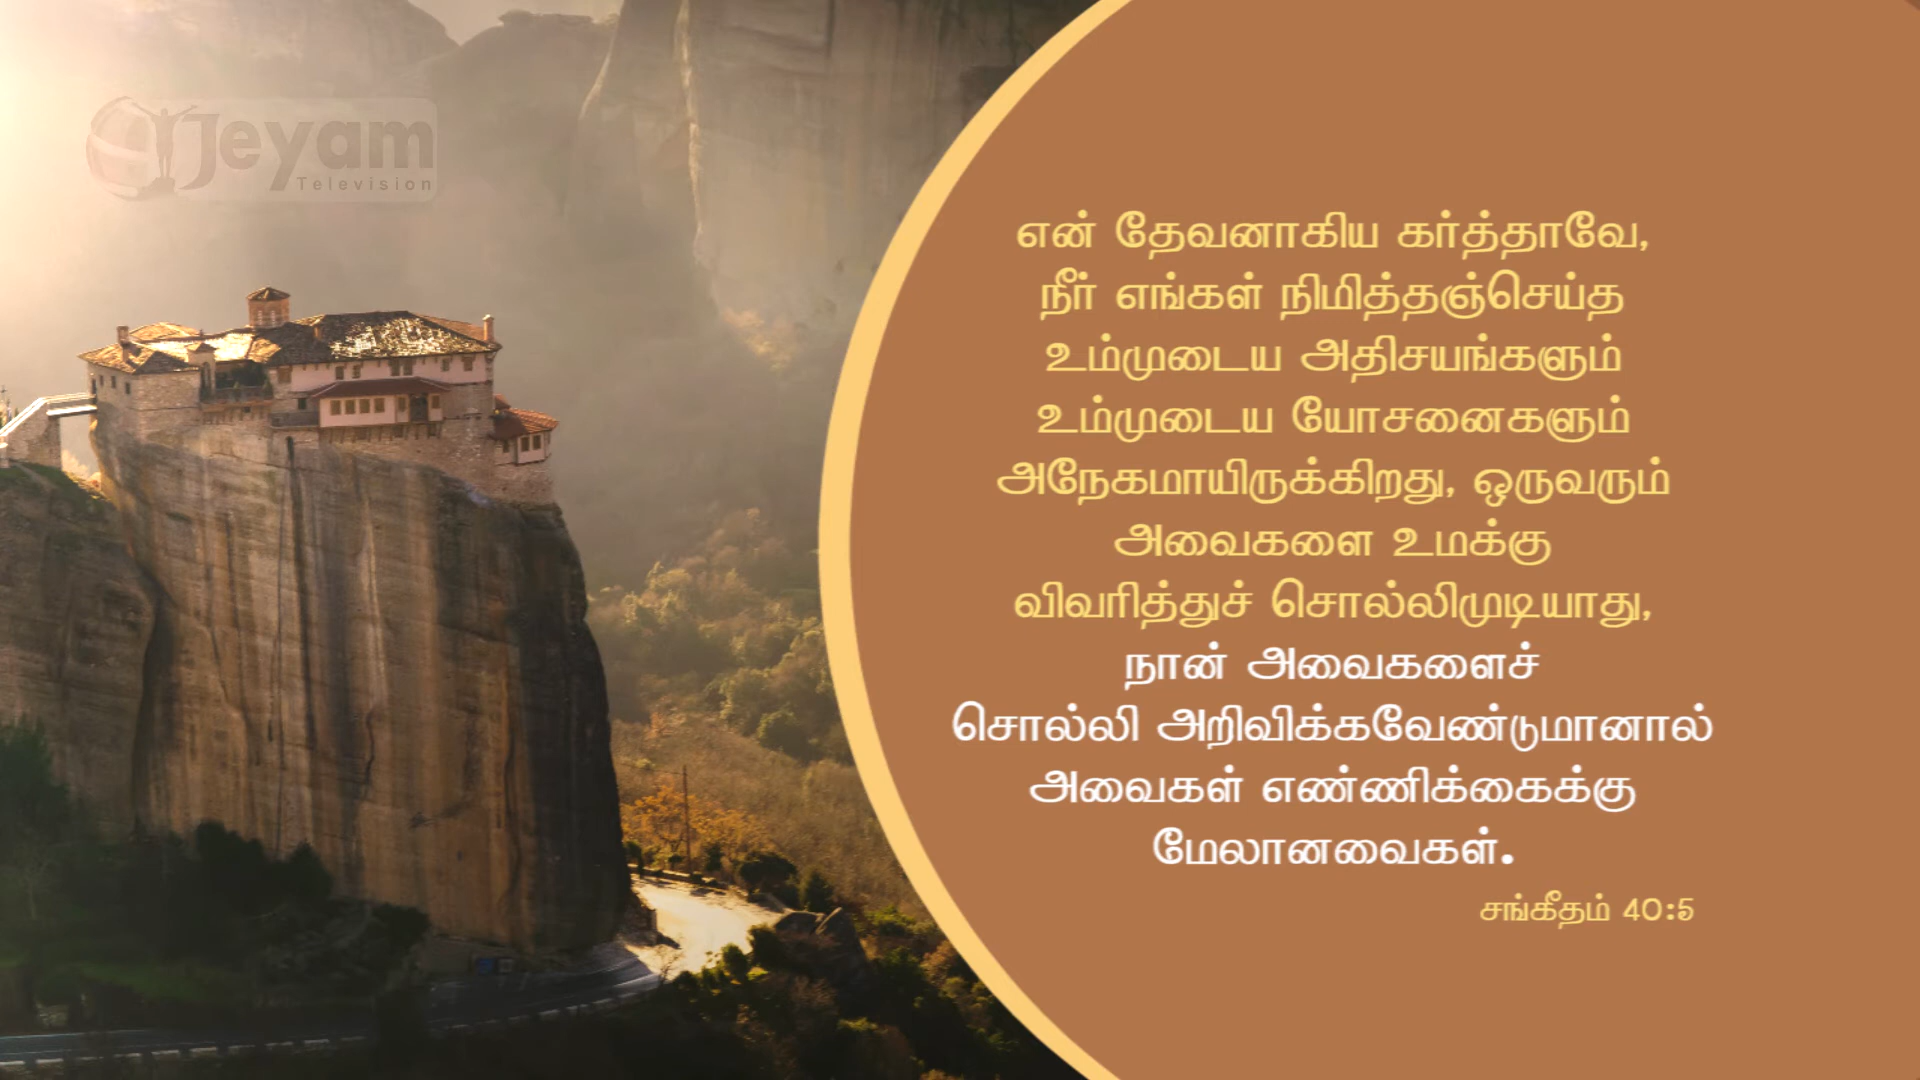 Jeyam
Television
என் தேவனாகிய கர்த்தாவே,
நீர் எங்கள் நிமித்தஞ்செய்த
உம்முடைய அதிசயங்களும்
உம்முடைய யோசனைகளும்
அநேகமாயிருக்கிறது, ஒருவரும்
அவைகளை உமக்கு
விவரித்துச் சொல்லிமுடியாது,
நான் அவைகளைச்
சொல்லி அறிவிக்கவேண்டுமானால்
அவைகள் எண்ணிக்கைக்கு
மேலானவைகள்.
சங்கீதம் 40:5